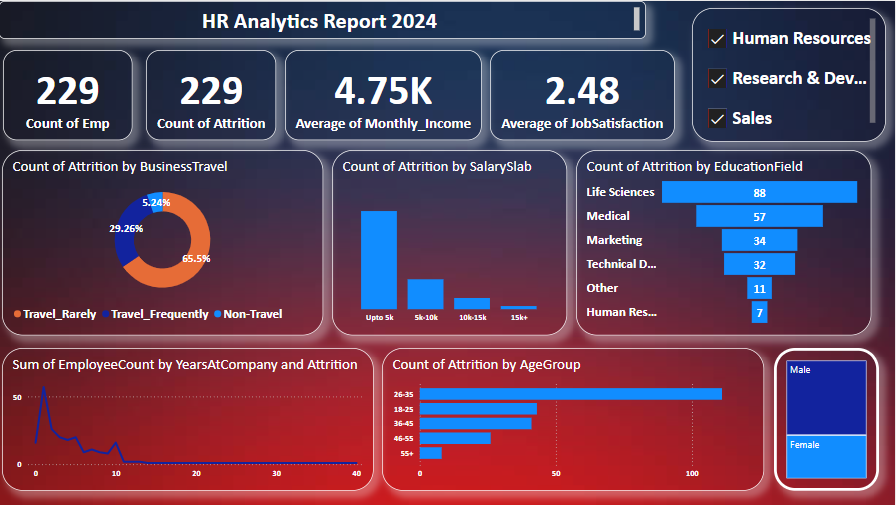 HR Analytics Report 2024
Human Resources
Research & Dev...
Sales
229
Count of Emp
229
Count of Attrition
4.75K
Average of Monthly_Income
2.48
Average of JobSatisfaction
Count of Attrition by BusinessTravel
5.24%
29.26%
65.5%
Travel_Rarely Travel_Frequently Non-Travel
Count of Attrition by SalarySlab
Upto 5k 5k-10k 10k-15k 15k+
Count of Attrition by EducationField
Life Sciences 88
Medical 57
Marketing 34
Technical D... 32
Other 11
Human Res... 7
Sum of EmployeeCount by YearsAtCompany and Attrition
50
0
0 10 20 30 40
Count of Attrition by AgeGroup
26-35
18-25
36-45
46-55
55+
0 50 100
Male
Female